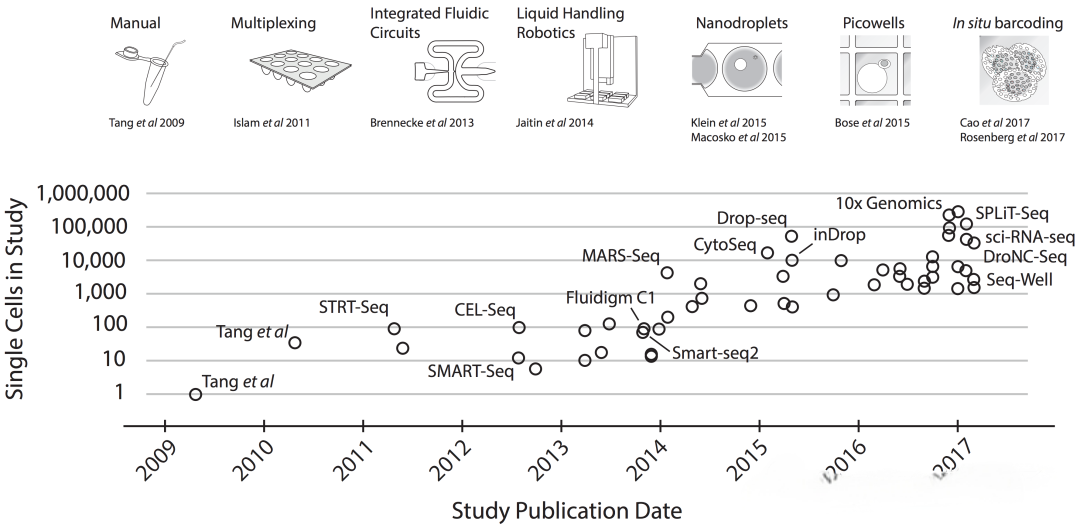 Manual
Multiplexing
Integrated Fluidic
Circuits
Liquid Handling
Robotics
Nanodroplets
Picowells
In situ barcoding
Tang et al 2009
Islam et al 2011
Brennecke et al 2013
Jaitin et al 2014
Klein et al 2015
Macosko et al 2015
Bose et al 2015
Cao et al 2017
Rosenberg et al 2017
Single Cells in Study
1,000,000
100,000
10,000
1,000
100
10
1
Tang et al
Tang et al
STRT-Seq
CEL-Seq
SMART-Seq
Fluidigm C1
Smart-seq2
MARS-Seq
CytoSeq
Drop-seq
inDrop
10x Genomics
SPLiT-Seq
sci-RNA-seq
DroNC-Seq
Seq-Well
2009
2010
2011
2012
2013
2014
2015
2016
2017
Study Publication Date